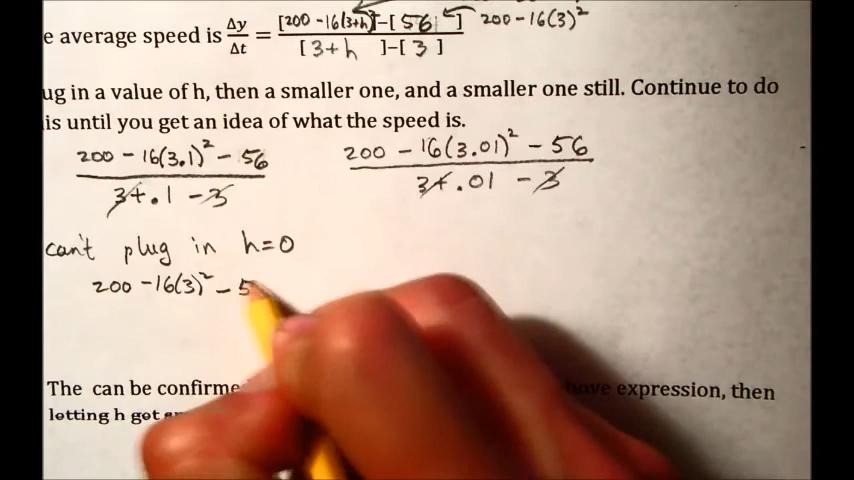 e average speed is Δy/Δt = [200-16(3+h)²]-[56] / [3+h]-[3] 200-16(3)²
ug in a value of h, then a smaller one, and a smaller one still. Continue to do
is until you get an idea of what the speed is.
200-16(3.1)²-56 / 3+.1-3 200-16(3.01)²-56 / 3+.01-3
can't plug in h=0
200-16(3)²-5
The can be confirme ove expression, then
letting h get